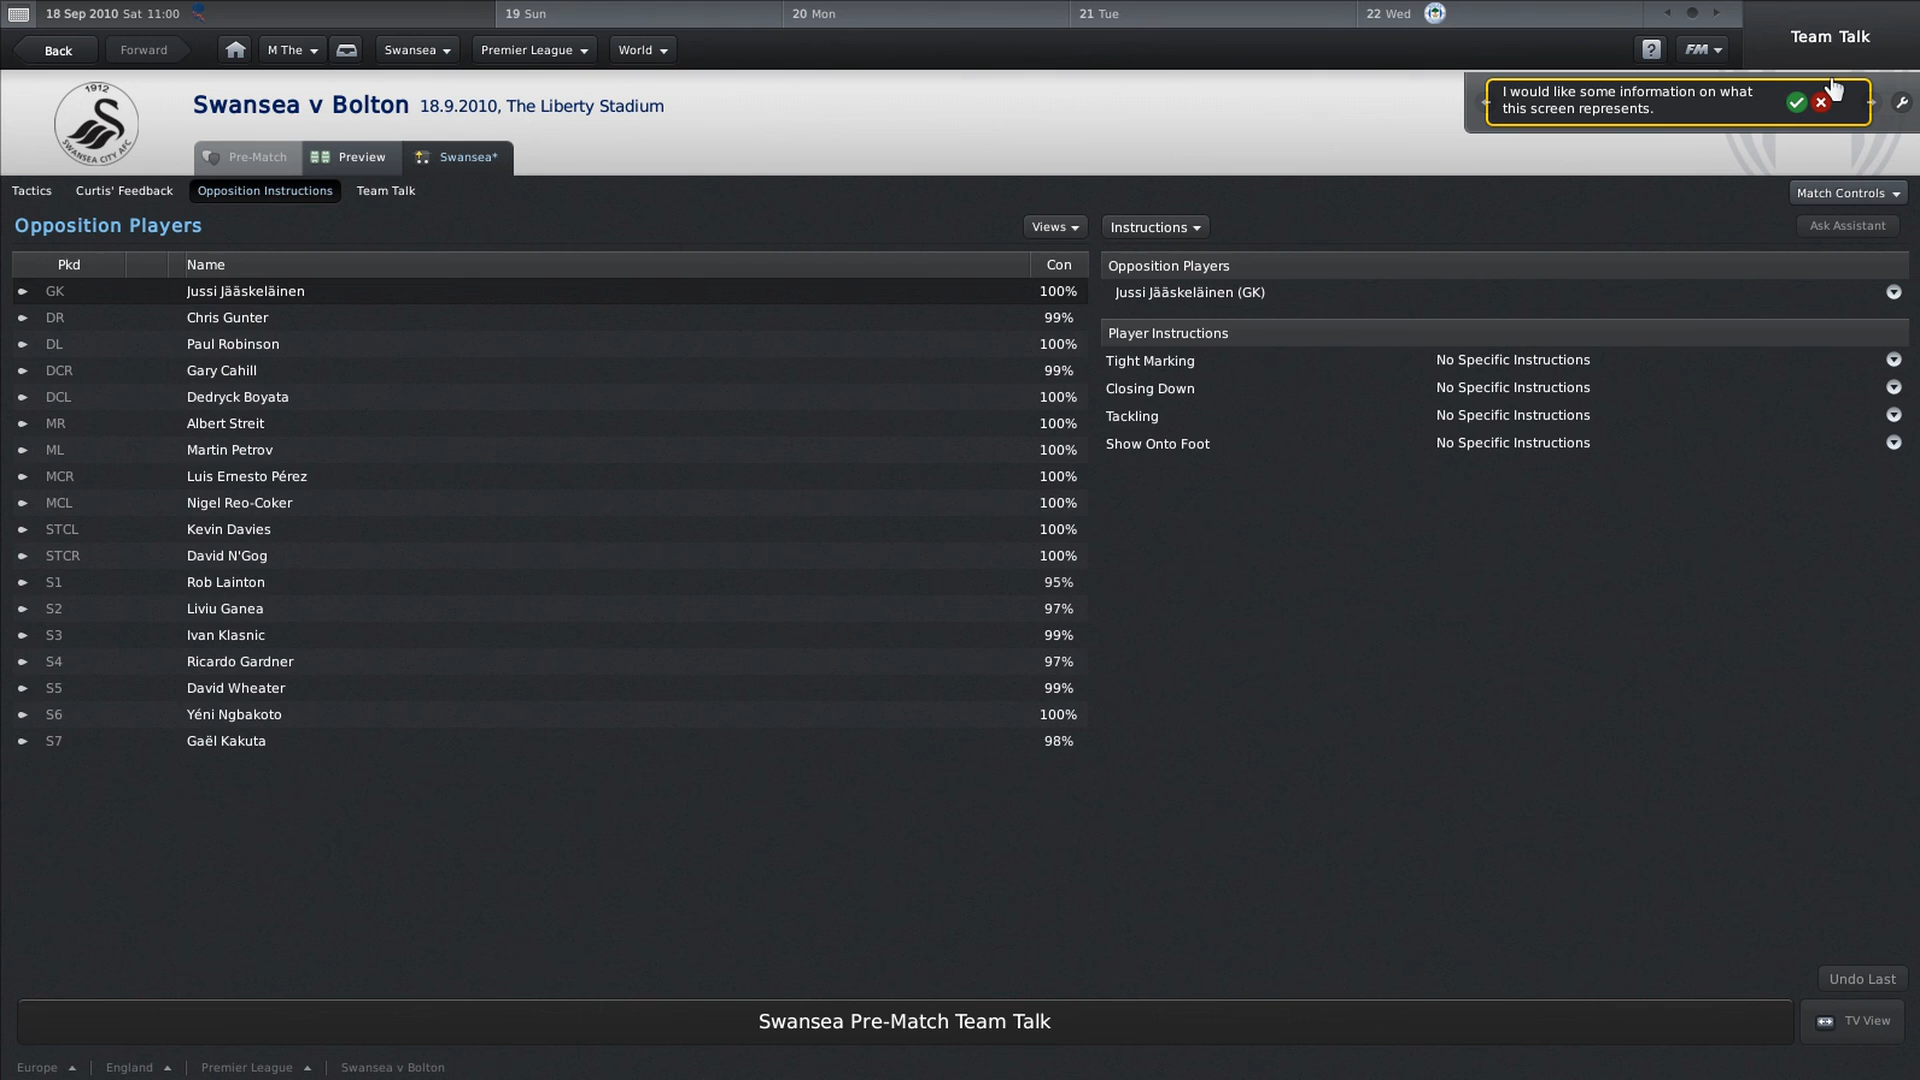 18 Sep 2010 Sat 11:00
19 Sun
20 Mon
21 Tue
22 Wed
Team Talk
Back
Forward
M The
Swansea
Premier League
World
?
FM
1912
SWANSEA CITY AFC
Swansea v Bolton 18.9.2010, The Liberty Stadium
I would like some information on what
this screen represents.
Pre-Match
Preview
Swansea*
Tactics
Curtis' Feedback
Opposition Instructions
Team Talk
Match Controls
Opposition Players
Views
Instructions
Ask Assistant
Pkd Name Con
GK Jussi Jääskeläinen 100%
DR Chris Gunter 99%
DL Paul Robinson 100%
DCR Gary Cahill 99%
DCL Dedryck Boyata 100%
MR Albert Streit 100%
ML Martin Petrov 100%
MCR Luis Ernesto Pérez 100%
MCL Nigel Reo-Coker 100%
STCL Kevin Davies 100%
STCR David N'Gog 100%
S1 Rob Lainton 95%
S2 Liviu Ganea 97%
S3 Ivan Klasnic 99%
S4 Ricardo Gardner 97%
S5 David Wheater 99%
S6 Yéni Ngbakoto 100%
S7 Gaël Kakuta 98%
Opposition Players
Jussi Jääskeläinen (GK)
Player Instructions
Tight Marking No Specific Instructions
Closing Down No Specific Instructions
Tackling No Specific Instructions
Show Onto Foot No Specific Instructions
Undo Last
Swansea Pre-Match Team Talk
TV View
Europe
England
Premier League
Swansea v Bolton